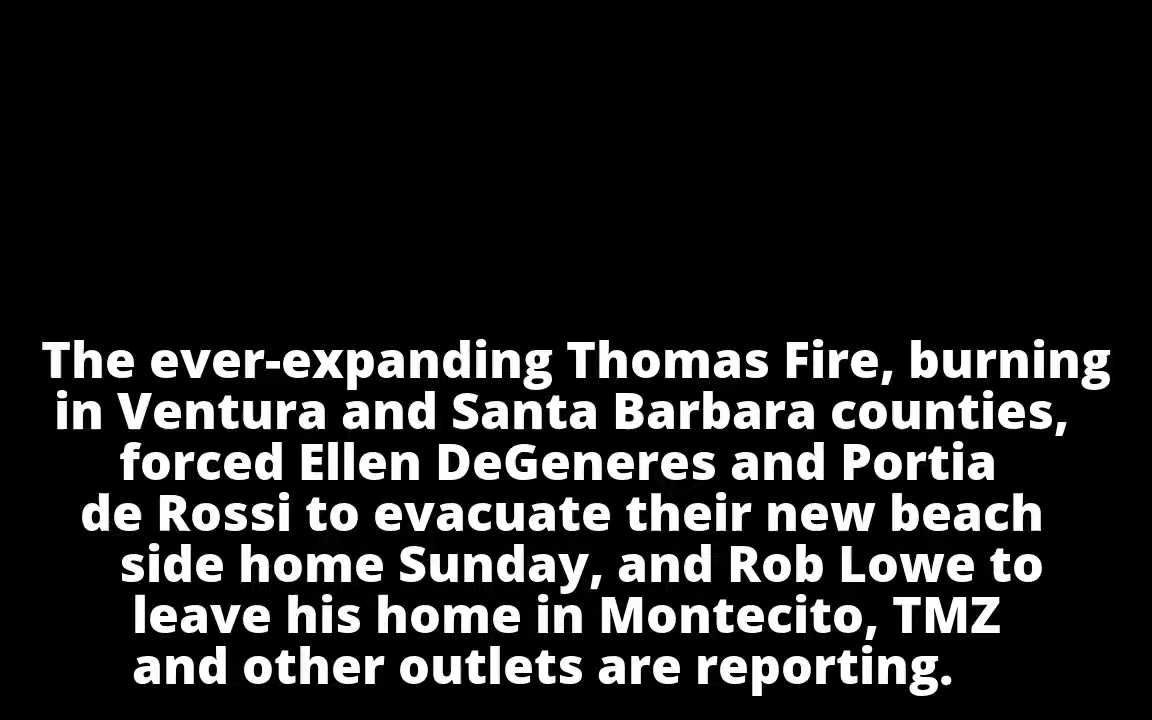 The ever-expanding Thomas Fire, burning
in Ventura and Santa Barbara counties,
forced Ellen DeGeneres and Portia
de Rossi to evacuate their new beach
side home Sunday, and Rob Lowe to
leave his home in Montecito, TMZ
and other outlets are reporting.